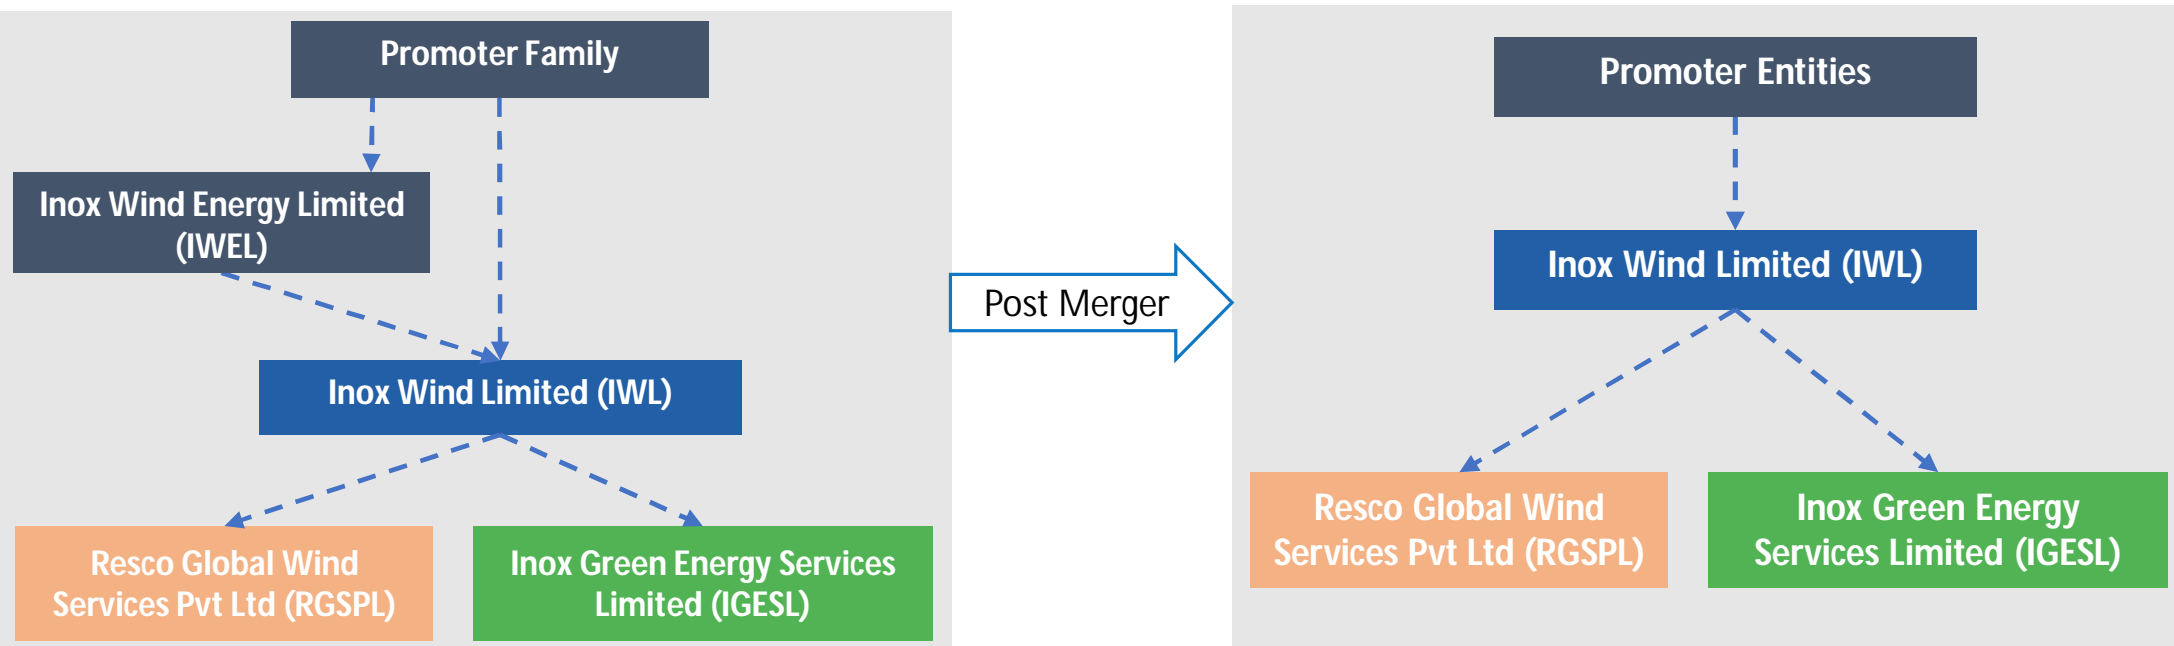 Promoter Family
Inox Wind Energy Limited
(IWEL)
Inox Wind Limited (IWL)
Resco Global Wind
Services Pvt Ltd (RGSPL)
Inox Green Energy Services
Limited (IGESL)
Post Merger
Promoter Entities
Inox Wind Limited (IWL)
Resco Global Wind
Services Pvt Ltd (RGSPL)
Inox Green Energy
Services Limited (IGESL)